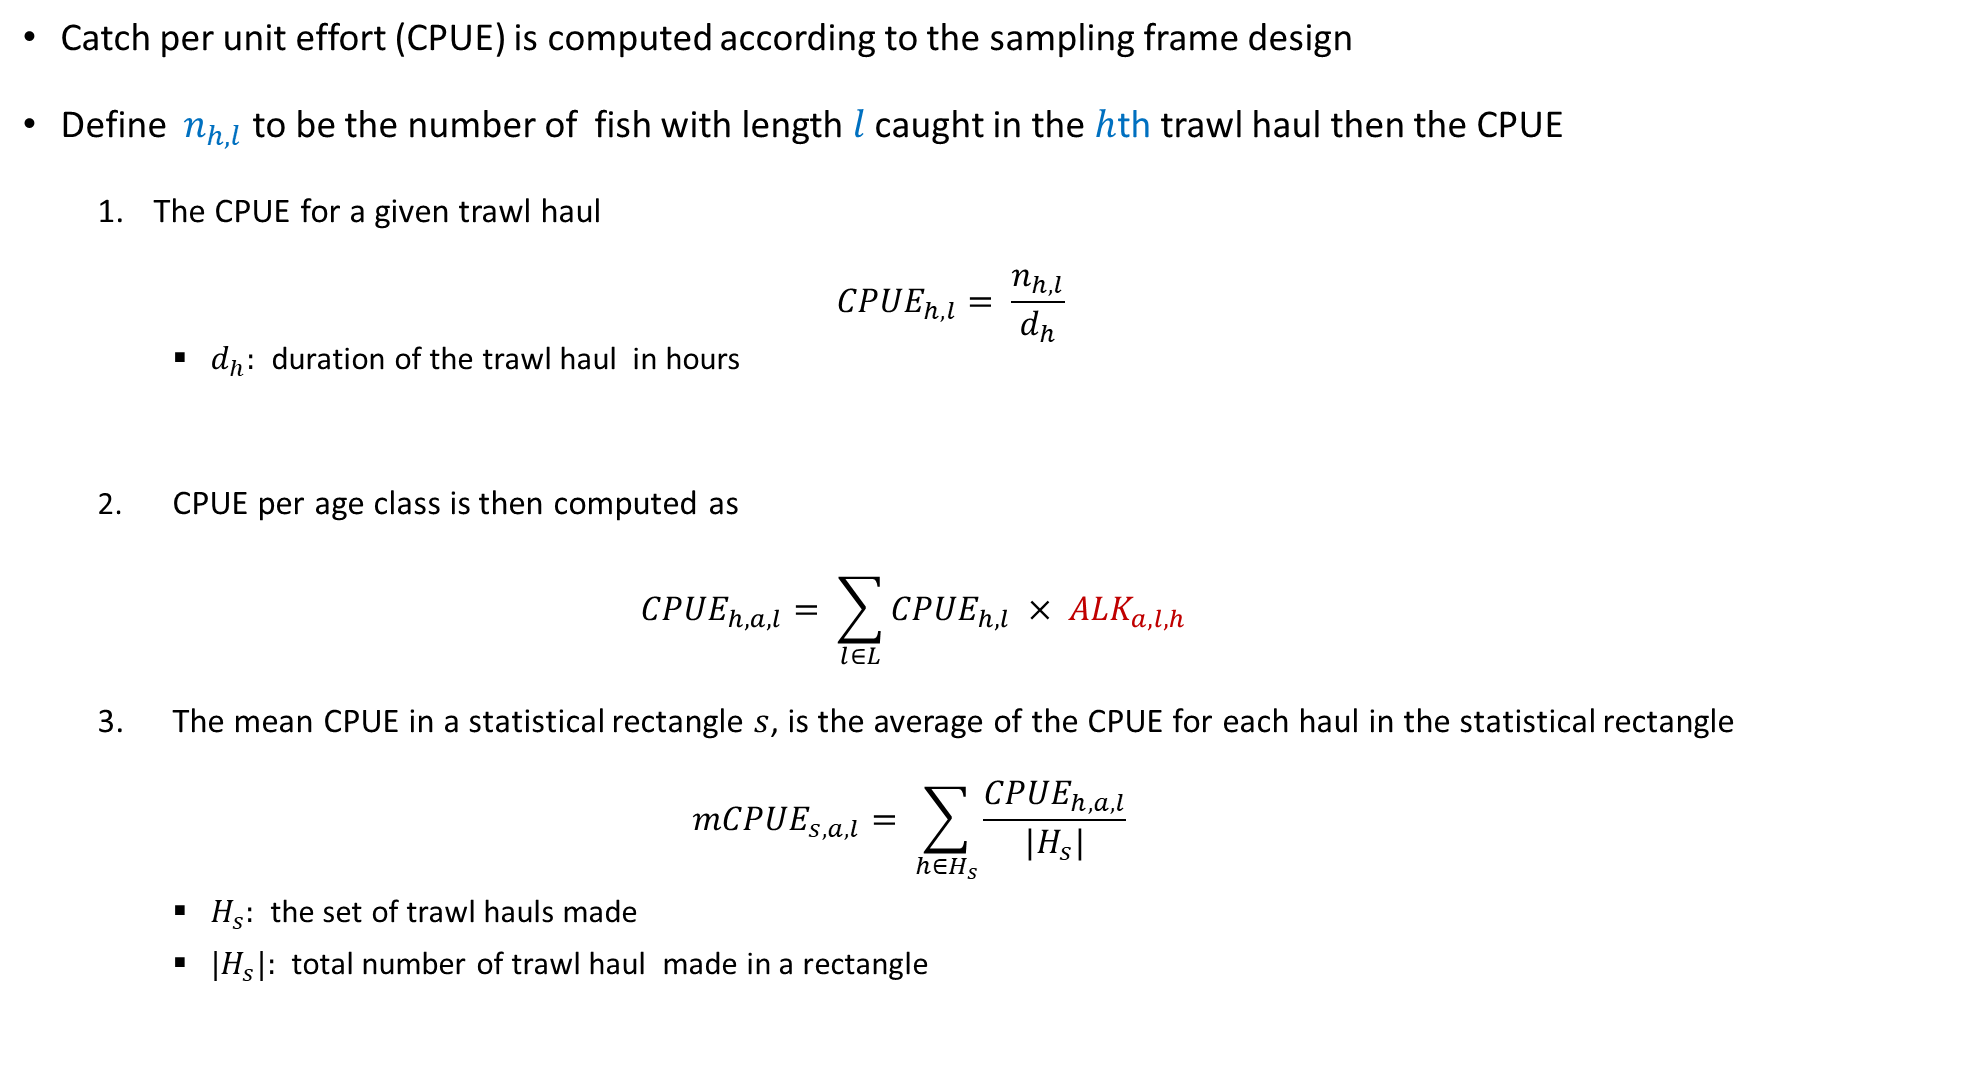 • Catch per unit effort (CPUE) is computed according to the sampling frame design
• Define n_{h,l} to be the number of fish with length l caught in the hth trawl haul then the CPUE
1. The CPUE for a given trawl haul
CPUE_{h,l} = \frac{n_{h,l}}{d_h}
▪ d_h: duration of the trawl haul in hours
2. CPUE per age class is then computed as
CPUE_{h,a,l} = \sum_{l∈L} CPUE_{h,l} × ALK_{a,l,h}
3. The mean CPUE in a statistical rectangle s, is the average of the CPUE for each haul in the statistical rectangle
mCPUE_{s,a,l} = \sum_{h∈H_s} \frac{CPUE_{h,a,l}}{|H_s|}
▪ H_s: the set of trawl hauls made
▪ |H_s|: total number of trawl haul made in a rectangle